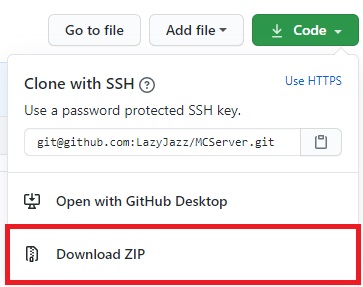 Go to file
Add file
Code
Clone with SSH
Use HTTPS
Use a password protected SSH key.
git@github.com:LazyJazz/MCServer.git
Open with GitHub Desktop
Download ZIP